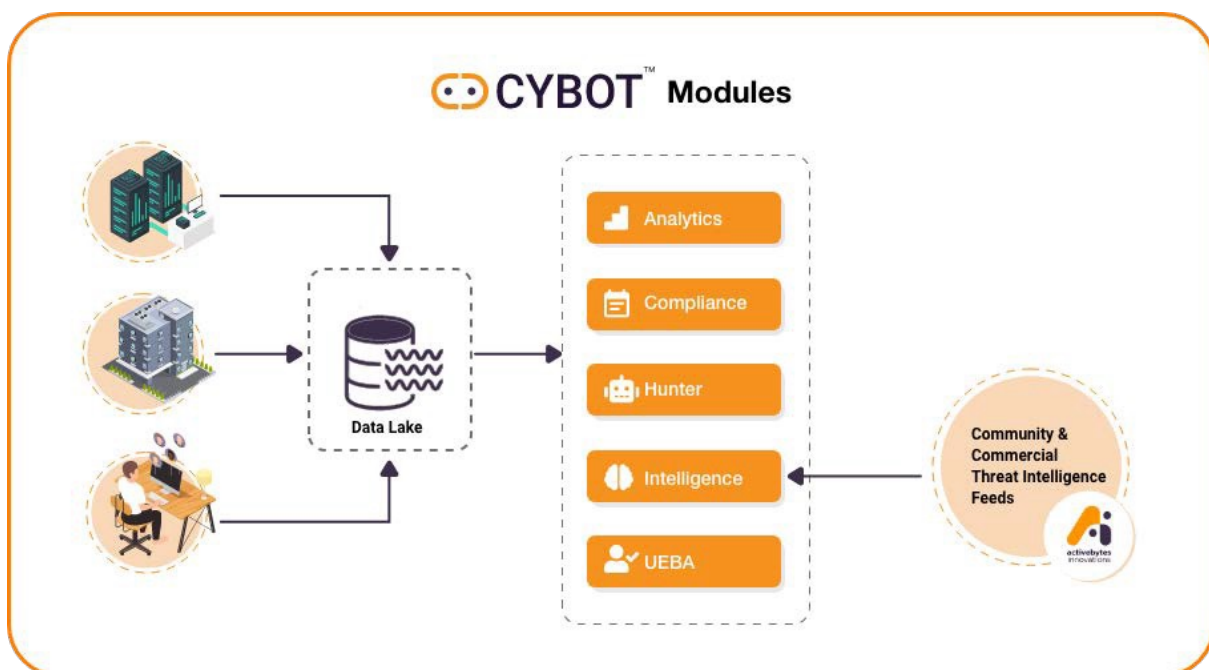 CYBOT™ Modules
Analytics
Compliance
Hunter
Intelligence
UEBA
Data Lake
Community &
Commercial
Threat Intelligence
Feeds
activebytes
innovations